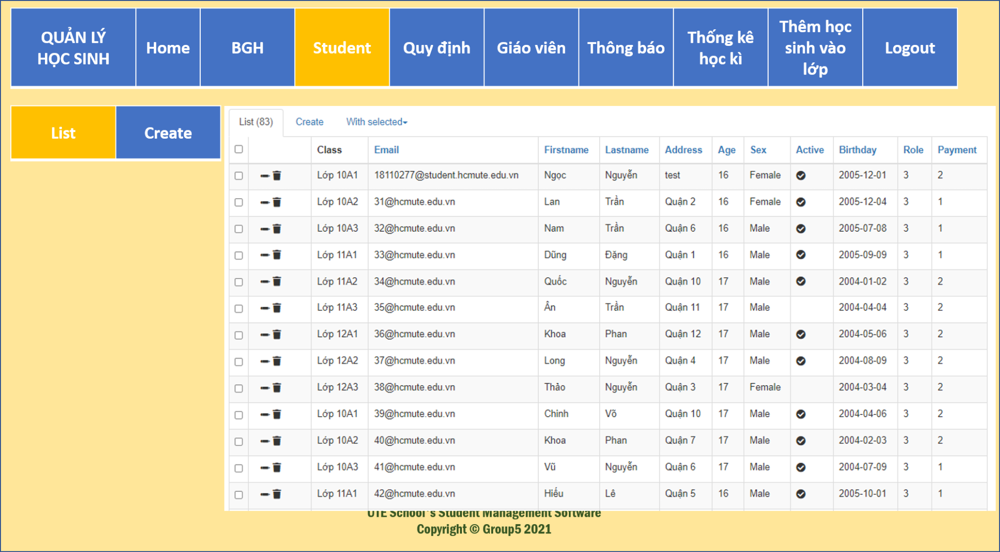 QUẢN LÝ
HỌC SINH
Home
BGH
Student
Quy định
Giáo viên
Thông báo
Thống kê
học kì
Thêm học
sinh vào
lớp
Logout
List
Create
List (83) Create With selected
Class Email Firstname Lastname Address Age Sex Active Birthday Role Payment
Lớp 10A1 18110277@student.hcmute.edu.vn Ngọc Nguyễn test 16 Female 2005-12-01 3 2
Lớp 10A2 31@hcmute.edu.vn Lan Trần Quận 2 16 Female 2005-12-04 3 1
Lớp 10A3 32@hcmute.edu.vn Nam Trần Quận 6 16 Male 2005-07-08 3 1
Lớp 11A1 33@hcmute.edu.vn Dũng Đặng Quận 1 16 Male 2005-09-09 3 1
Lớp 11A2 34@hcmute.edu.vn Quốc Nguyễn Quận 10 17 Male 2004-01-02 3 2
Lớp 11A3 35@hcmute.edu.vn Ân Trần Quận 11 17 Male 2004-04-04 3 2
Lớp 12A1 36@hcmute.edu.vn Khoa Phan Quận 12 17 Male 2004-05-06 3 2
Lớp 12A2 37@hcmute.edu.vn Long Nguyễn Quận 4 17 Male 2004-08-09 3 2
Lớp 12A3 38@hcmute.edu.vn Thảo Nguyễn Quận 3 17 Female 2004-03-04 3 2
Lớp 10A1 39@hcmute.edu.vn Chinh Võ Quận 10 17 Male 2004-04-06 3 2
Lớp 10A2 40@hcmute.edu.vn Khoa Phan Quận 7 17 Male 2004-02-03 3 2
Lớp 10A3 41@hcmute.edu.vn Vũ Nguyễn Quận 6 17 Male 2004-07-09 3 1
Lớp 11A1 42@hcmute.edu.vn Hiếu Lê Quận 5 16 Male 2005-10-01 3 1
UTE School's Student Management Software
Copyright © Group5 2021